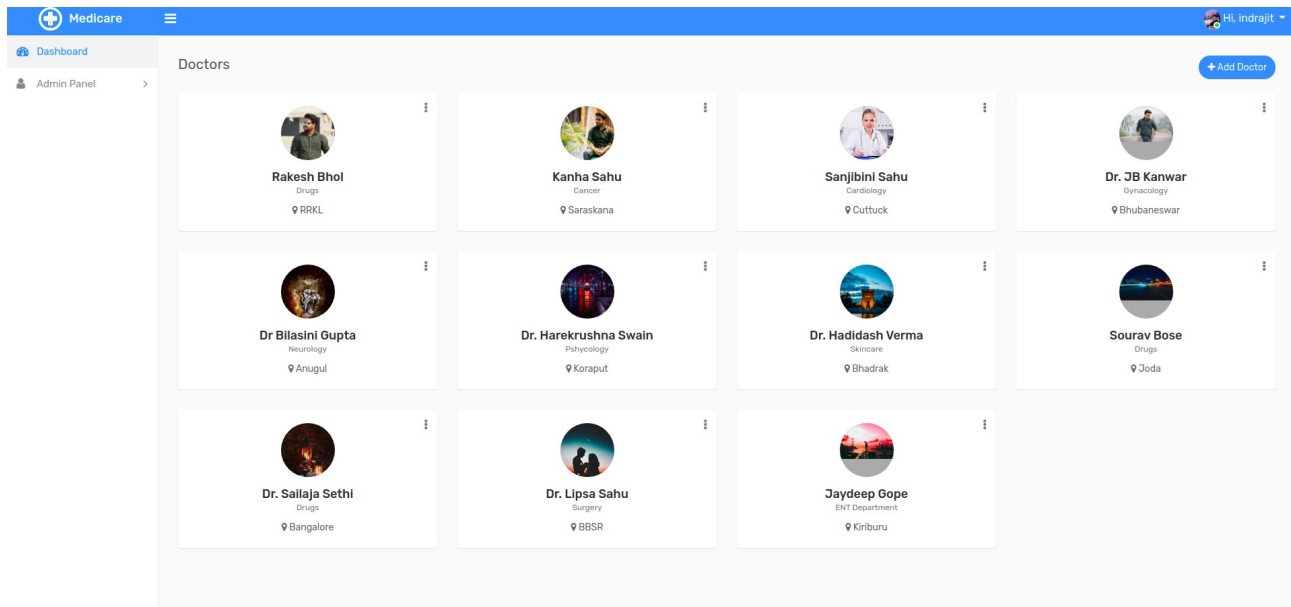 Medicare
Hi, indrajit
Dashboard
Admin Panel
Doctors
+ Add Doctor
Rakesh Bhol
Drugs
RRKL
Kanha Sahu
Cancer
Saraskana
Sanjibini Sahu
Cardiology
Cuttuck
Dr. JB Kanwar
Gynacology
Bhubaneswar
Dr Bilasini Gupta
Neurology
Anugul
Dr. Harekrushna Swain
Pshycology
Koraput
Dr. Hadidash Verma
Skincare
Bhadrak
Sourav Bose
Drugs
Joda
Dr. Sailaja Sethi
Drugs
Bangalore
Dr. Lipsa Sahu
Surgery
BBSR
Jaydeep Gope
ENT Department
Kiriburu